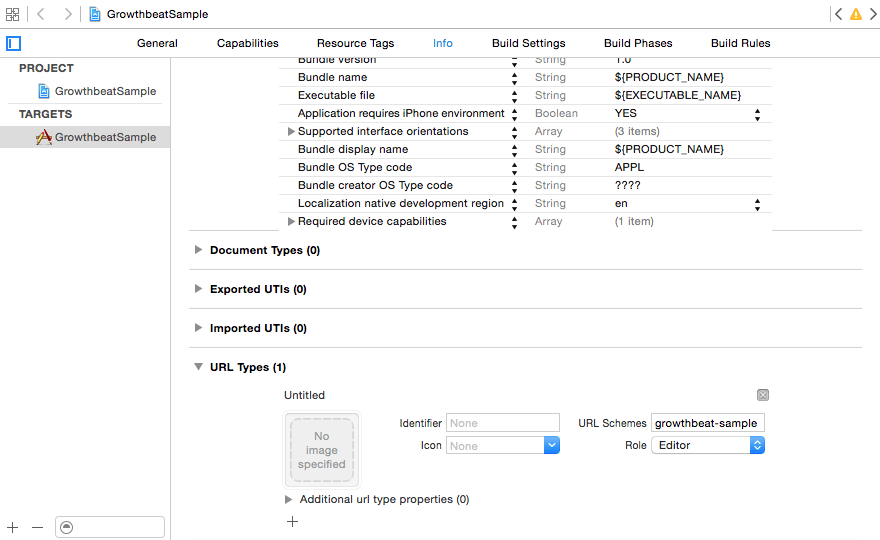 GrowthbeatSample
General Capabilities Resource Tags Info Build Settings Build Phases Build Rules
PROJECT
GrowthbeatSample
TARGETS
GrowthbeatSample
Bundle version String 1.0
Bundle name String ${PRODUCT_NAME}
Executable file String ${EXECUTABLE_NAME}
Application requires iPhone environment Boolean YES
Supported interface orientations Array (3 items)
Bundle display name String ${PRODUCT_NAME}
Bundle OS Type code String APPL
Bundle creator OS Type code String ????
Localization native development region String en
Required device capabilities Array (1 item)
Document Types (0)
Exported UTIs (0)
Imported UTIs (0)
URL Types (1)
Untitled
No image specified
Identifier None URL Schemes growthbeat-sample
Icon None Role Editor
Additional url type properties (0)